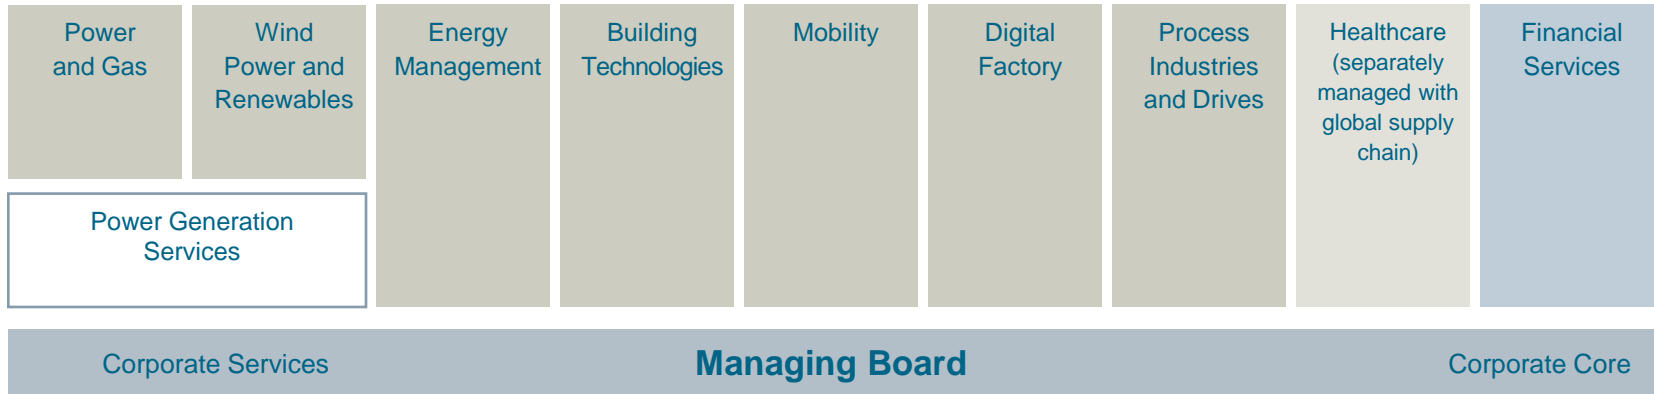 Power
and Gas
Wind
Power and
Renewables
Energy
Management
Building
Technologies
Mobility
Digital
Factory
Process
Industries
and Drives
Healthcare
(separately
managed with
global supply
chain)
Financial
Services
Power Generation
Services
Corporate Services
Managing Board
Corporate Core